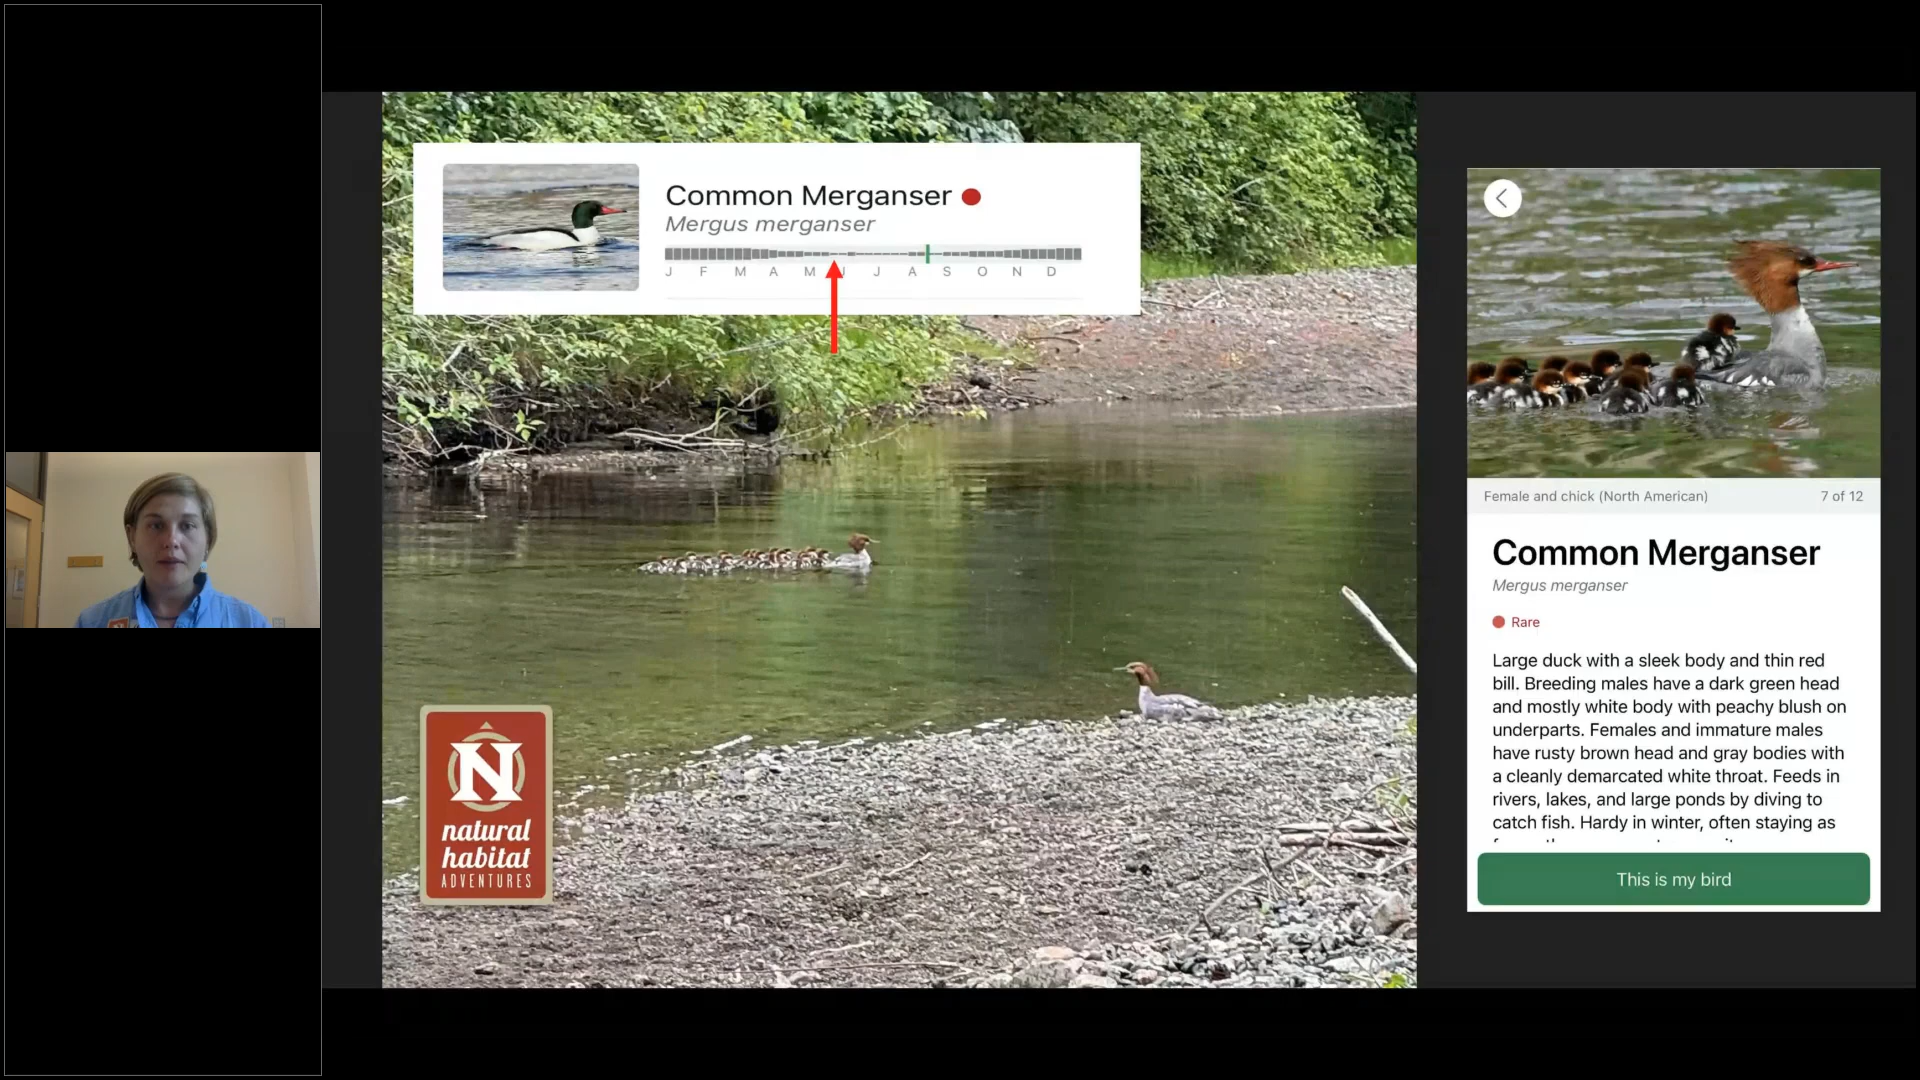 Common Merganser
Mergus merganser
J F M A M J J A S O N D
N
natural
habitat
ADVENTURES
Female and chick (North American) 7 of 12
Common Merganser
Mergus merganser
Rare
Large duck with a sleek body and thin red
bill. Breeding males have a dark green head
and mostly white body with peachy blush on
underparts. Females and immature males
have rusty brown head and gray bodies with
a cleanly demarcated white throat. Feeds in
rivers, lakes, and large ponds by diving to
catch fish. Hardy in winter, often staying as
This is my bird